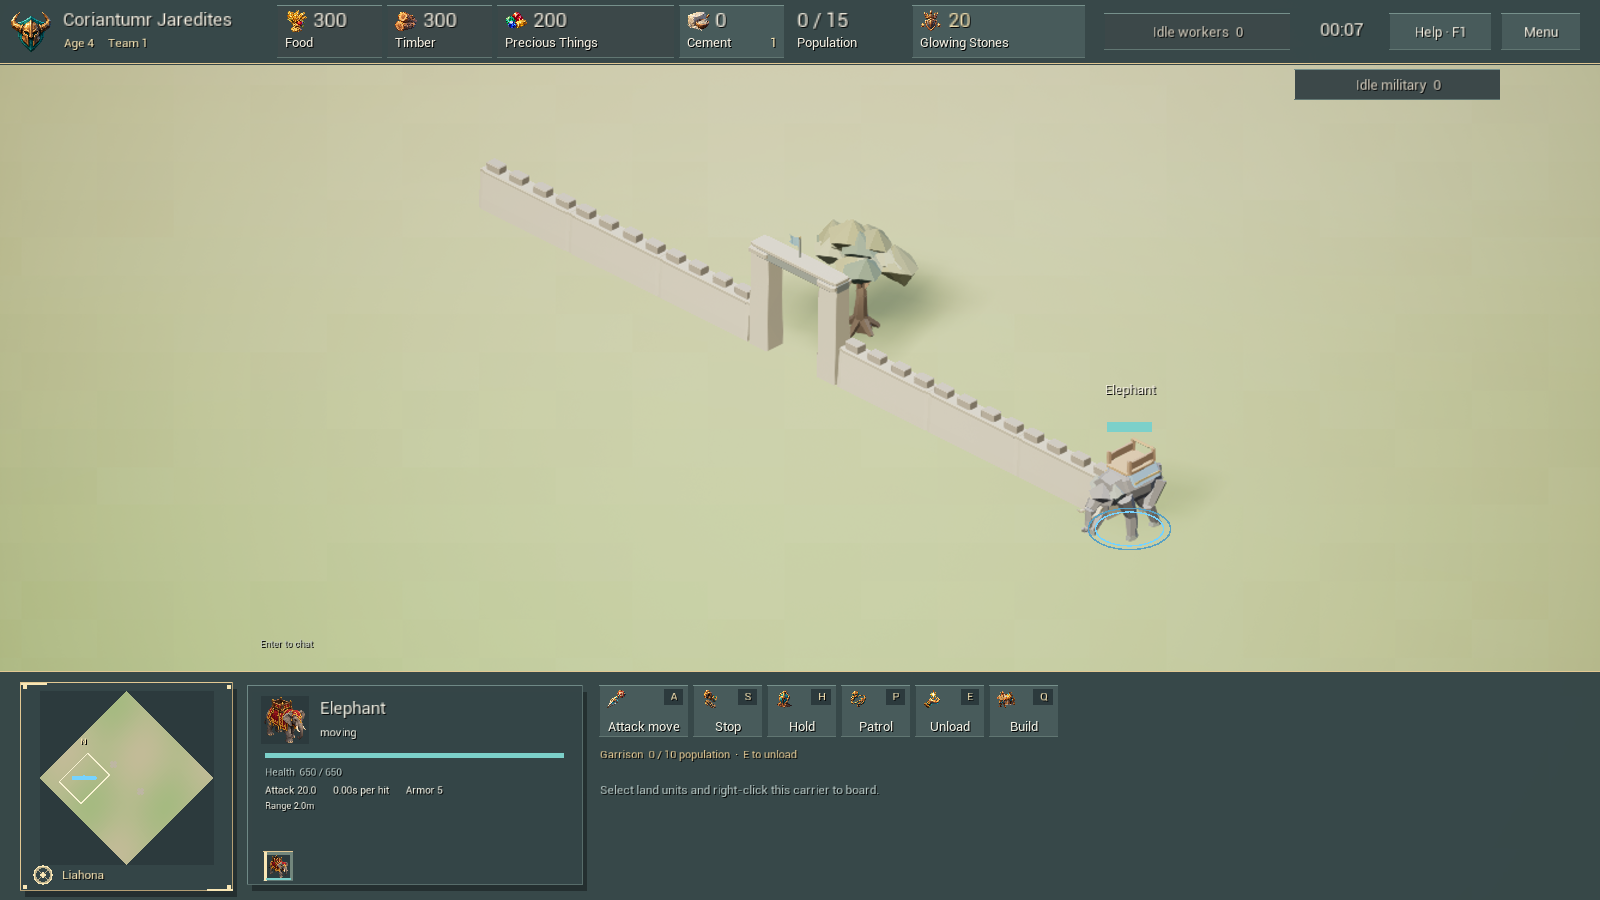 Coriantumr Jaredites
Age 4 Team 1
300
Food
300
Timber
200
Precious Things
0
Cement 1
0 / 15
Population
20
Glowing Stones
Idle workers 0
00:07
Help · F1
Menu
Idle military 0
Elephant
Enter to chat
N
Liahona
Elephant
moving
Health 650 / 650
Attack 20.0 0.00s per hit Armor 5
Range 2.0m
A
Attack move
S
Stop
H
Hold
P
Patrol
E
Unload
Q
Build
Garrison 0 / 10 population · E to unload
Select land units and right-click this carrier to board.